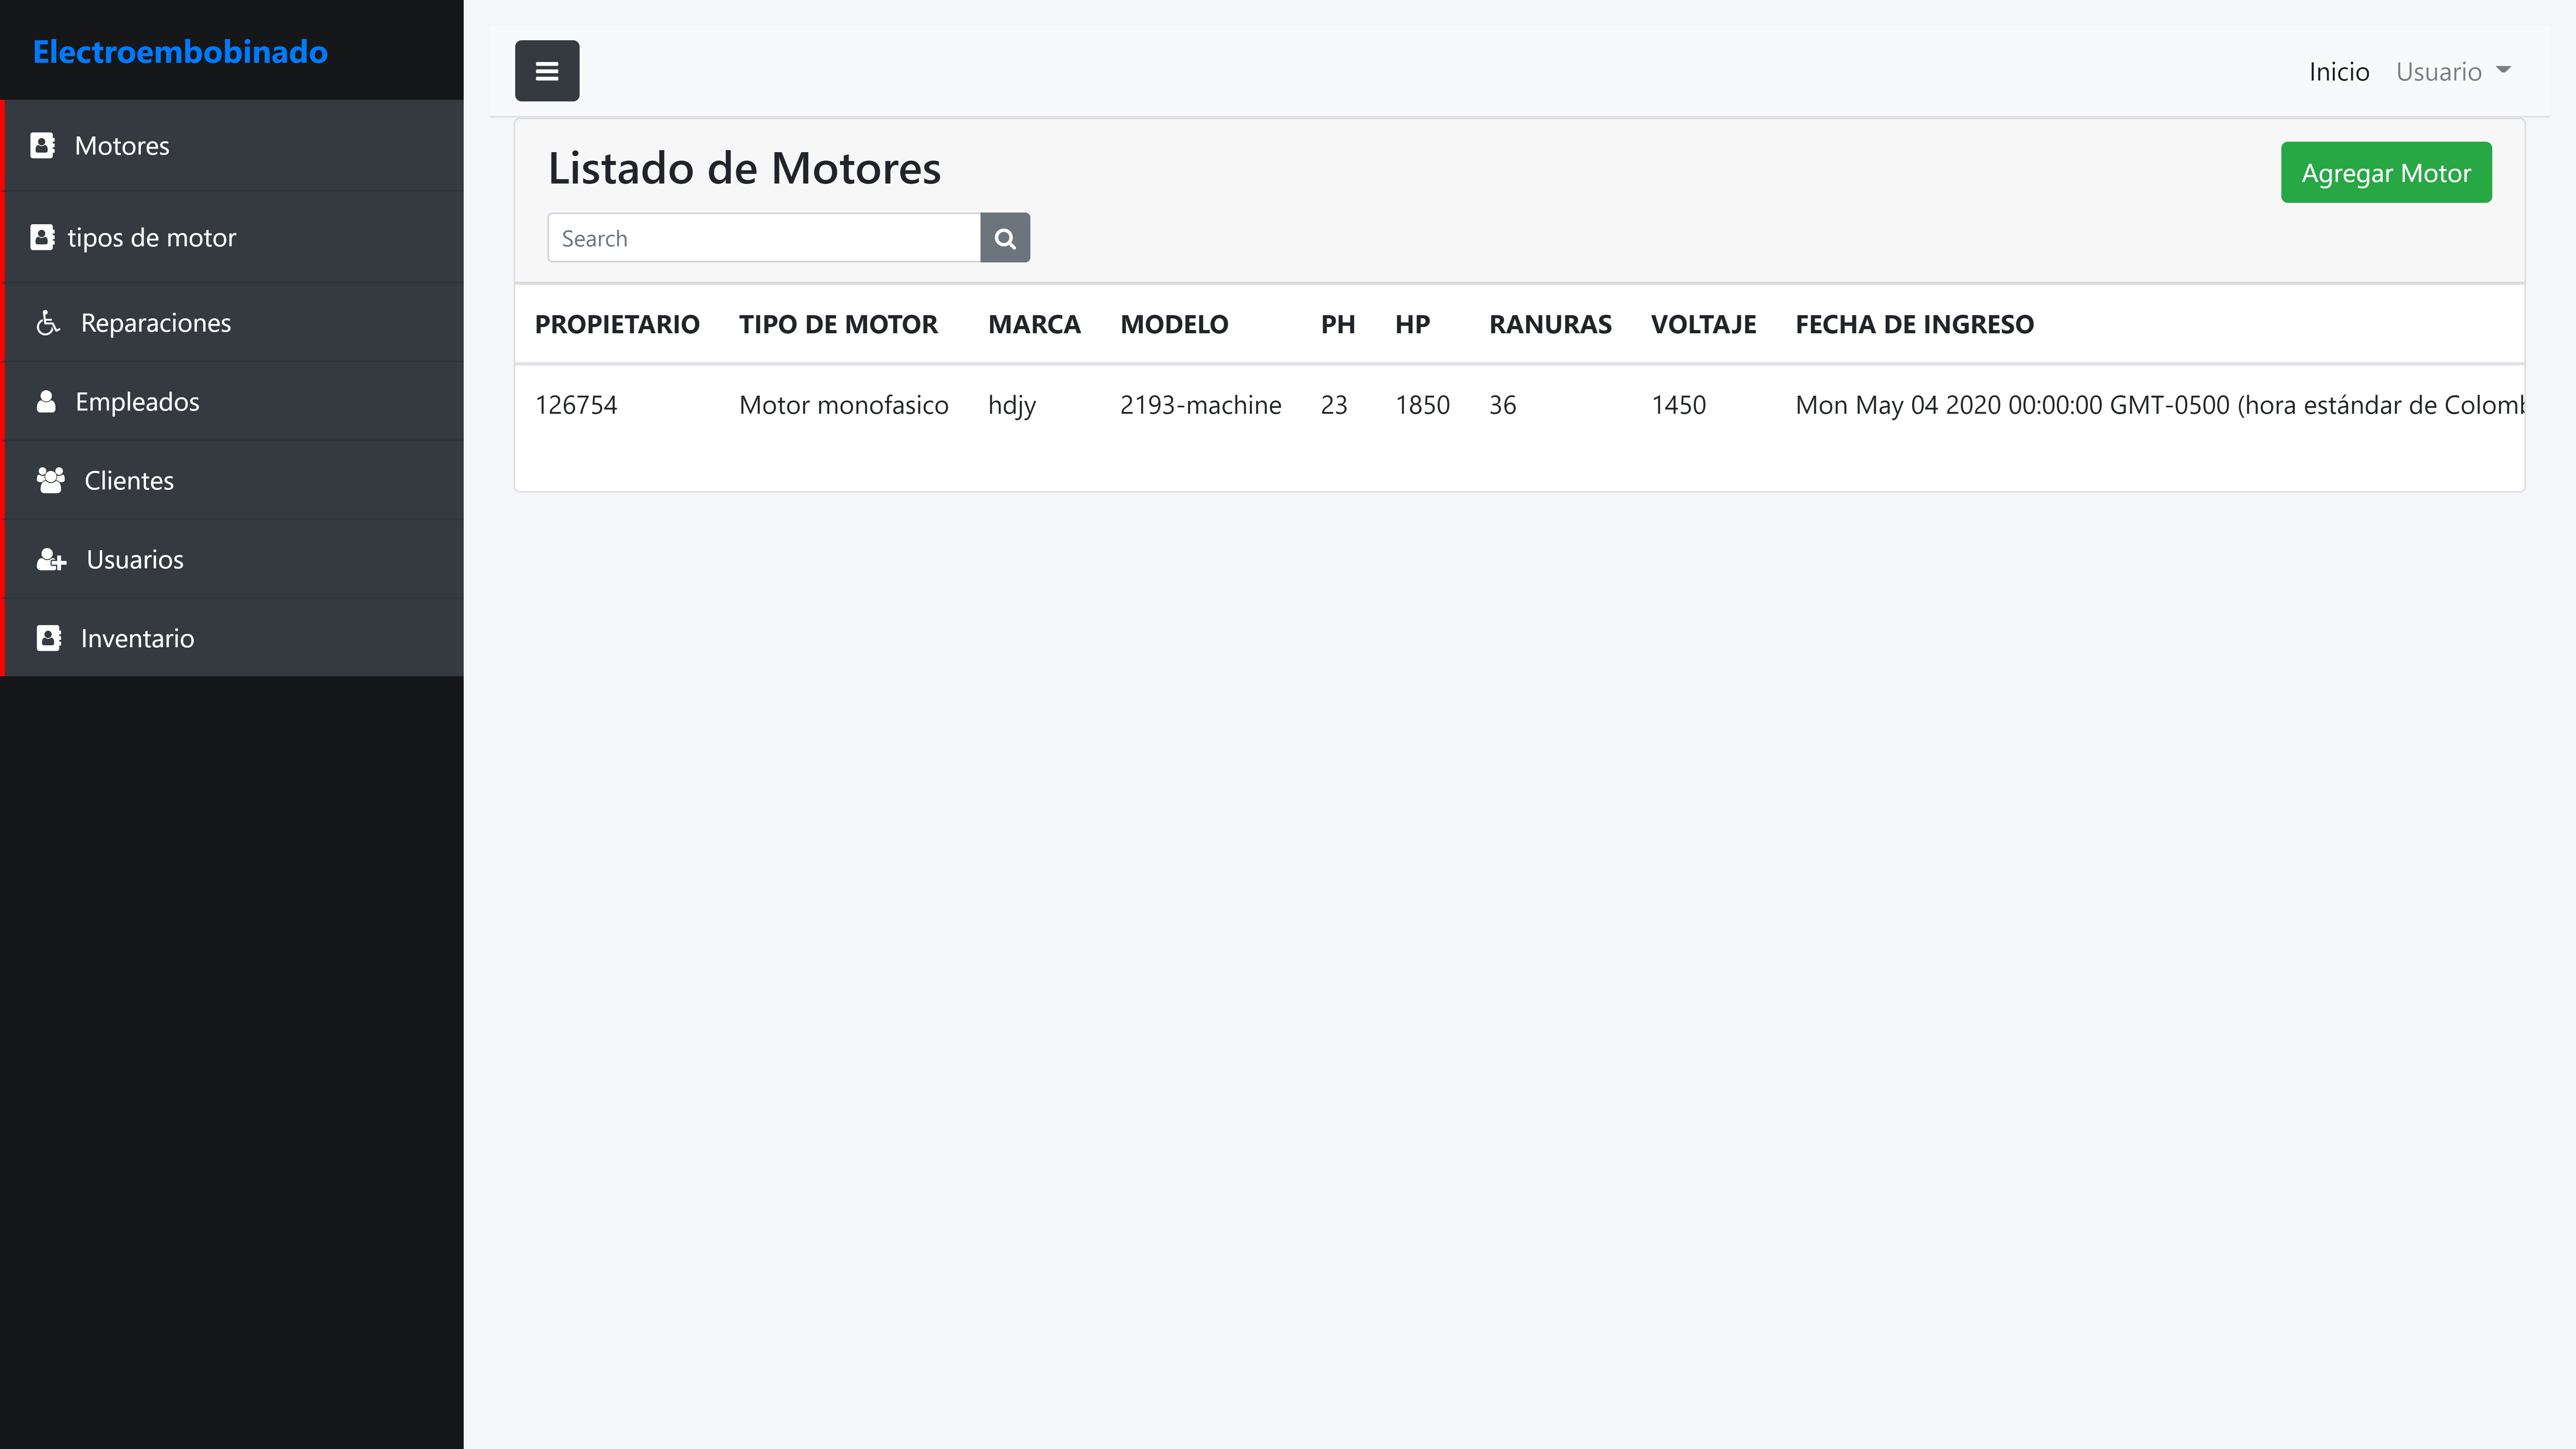 Electroembobinado
Motores
tipos de motor
Reparaciones
Empleados
Clientes
Usuarios
Inventario
Inicio Usuario
Listado de Motores
Agregar Motor
Search
PROPIETARIO TIPO DE MOTOR MARCA MODELO PH HP RANURAS VOLTAJE FECHA DE INGRESO
126754 Motor monofasico hdjy 2193-machine 23 1850 36 1450 Mon May 04 2020 00:00:00 GMT-0500 (hora estándar de